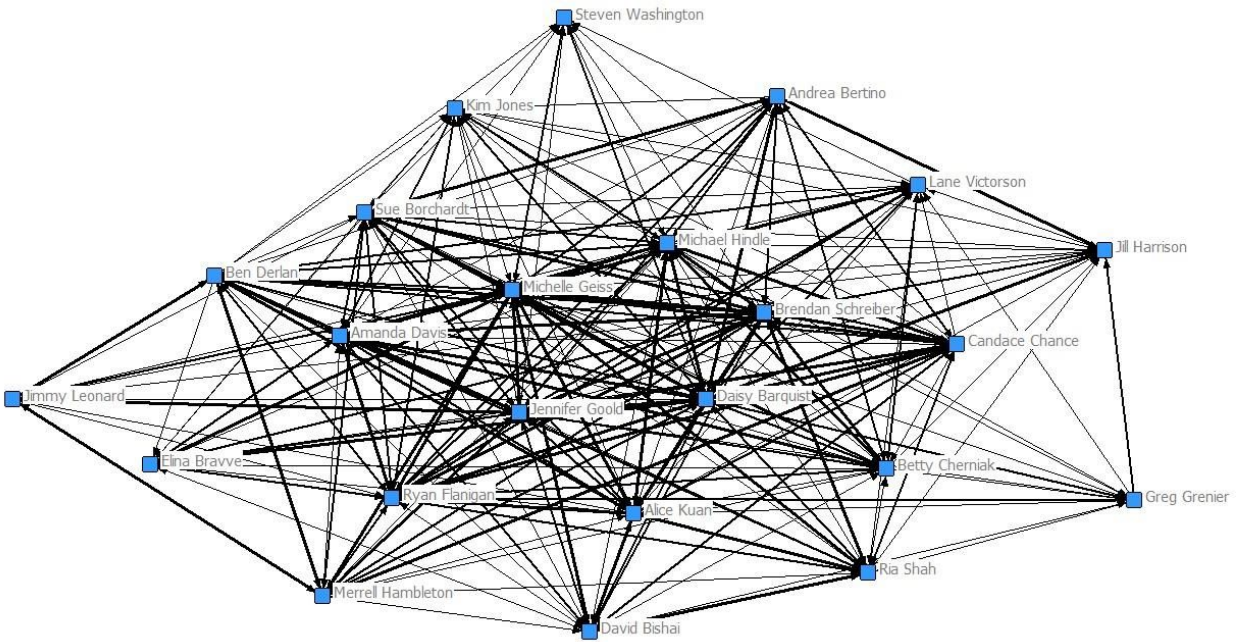 Steven Washington
Andrea Bertino
Kim Jones
Lane Victorson
Sue Borchardt
Michael Hindle
Jill Harrison
Ben Derlan
Michelle Geiss
Brendan Schreiber
Amanda Davis
Candace Chance
Jimmy Leonard
Daisy Barquist
Jennifer Goold
Elina Bravve
Betty Cherniak
Ryan Flanigan
Greg Grenier
Alice Kuan
Ria Shah
Merrell Hambleton
David Bishai